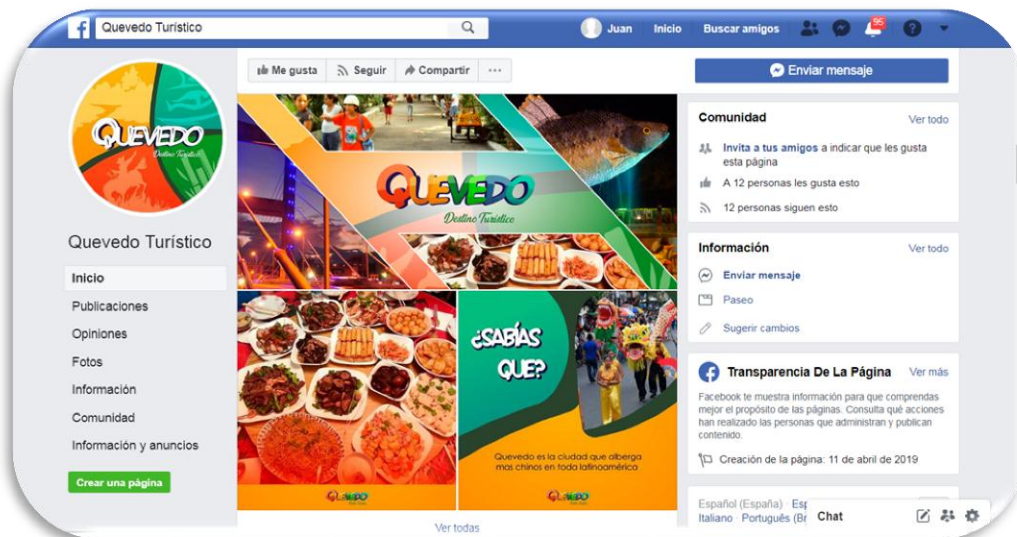 Quevedo Turístico
Juan Inicio Buscar amigos 95 ?
QUEVEDO
Destino Turístico
Quevedo Turístico
Inicio
Publicaciones
Opiniones
Fotos
Información
Comunidad
Información y anuncios
Crear una página
Me gusta Seguir Compartir ...
QUEVEDO
Destino Turístico
¿SABÍAS
QUE?
Quevedo es la ciudad que alberga
mas chinos en toda latinoamérica
QUEVEDO
QUEVEDO
Ver todas
Enviar mensaje
Comunidad Ver todo
Invita a tus amigos a indicar que les gusta
esta página
A 12 personas les gusta esto
12 personas siguen esto
Información Ver todo
Enviar mensaje
Paseo
Sugerir cambios
Transparencia De La Página Ver más
Facebook te muestra información para que comprendas
mejor el propósito de las páginas. Consulta qué acciones
han realizado las personas que administran y publican
contenido.
Creación de la página: 11 de abril de 2019
Español (España) · Esp
Italiano · Português (Br
Chat